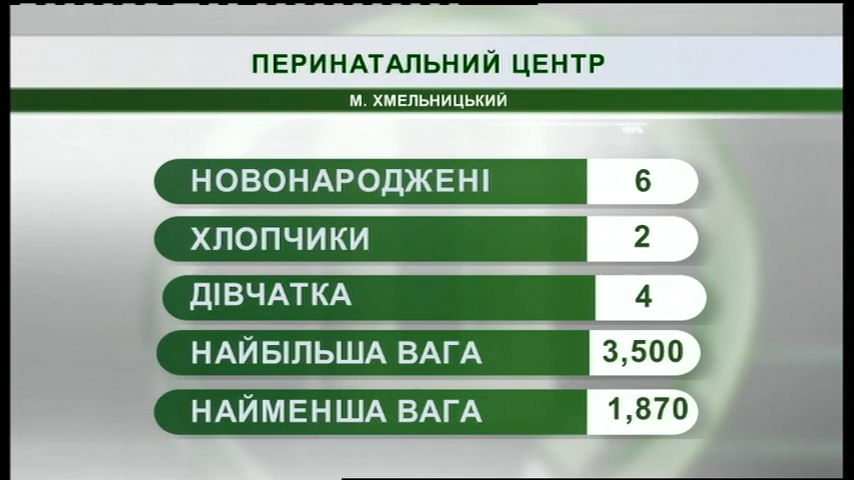 ПЕРИНАТАЛЬНИЙ ЦЕНТР
М. ХМЕЛЬНИЦЬКИЙ
НОВОНАРОДЖЕНІ 6
ХЛОПЧИКИ 2
ДІВЧАТКА 4
НАЙБІЛЬША ВАГА 3,500
НАЙМЕНША ВАГА 1,870